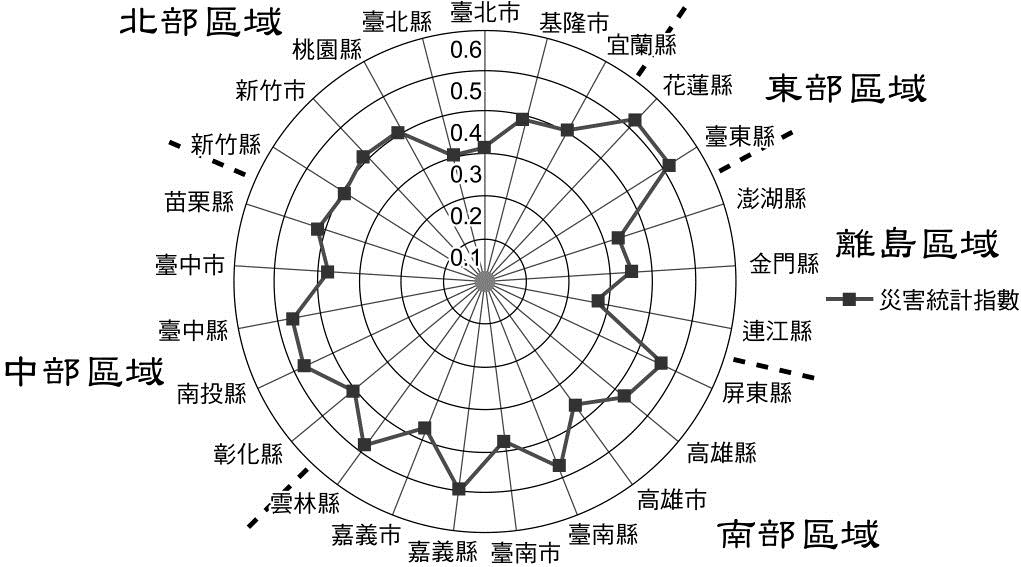 北部區域
臺北縣
臺北市
基隆市
宜蘭縣
桃園縣
新竹市
新竹縣
苗栗縣
臺中市
臺中縣
南投縣
彰化縣
雲林縣
嘉義市
嘉義縣
臺南市
臺南縣
高雄市
高雄縣
屏東縣
連江縣
金門縣
澎湖縣
臺東縣
花蓮縣
東部區域
離島區域
災害統計指數
中部區域
南部區域
0.6
0.5
0.4
0.3
0.2
0.1